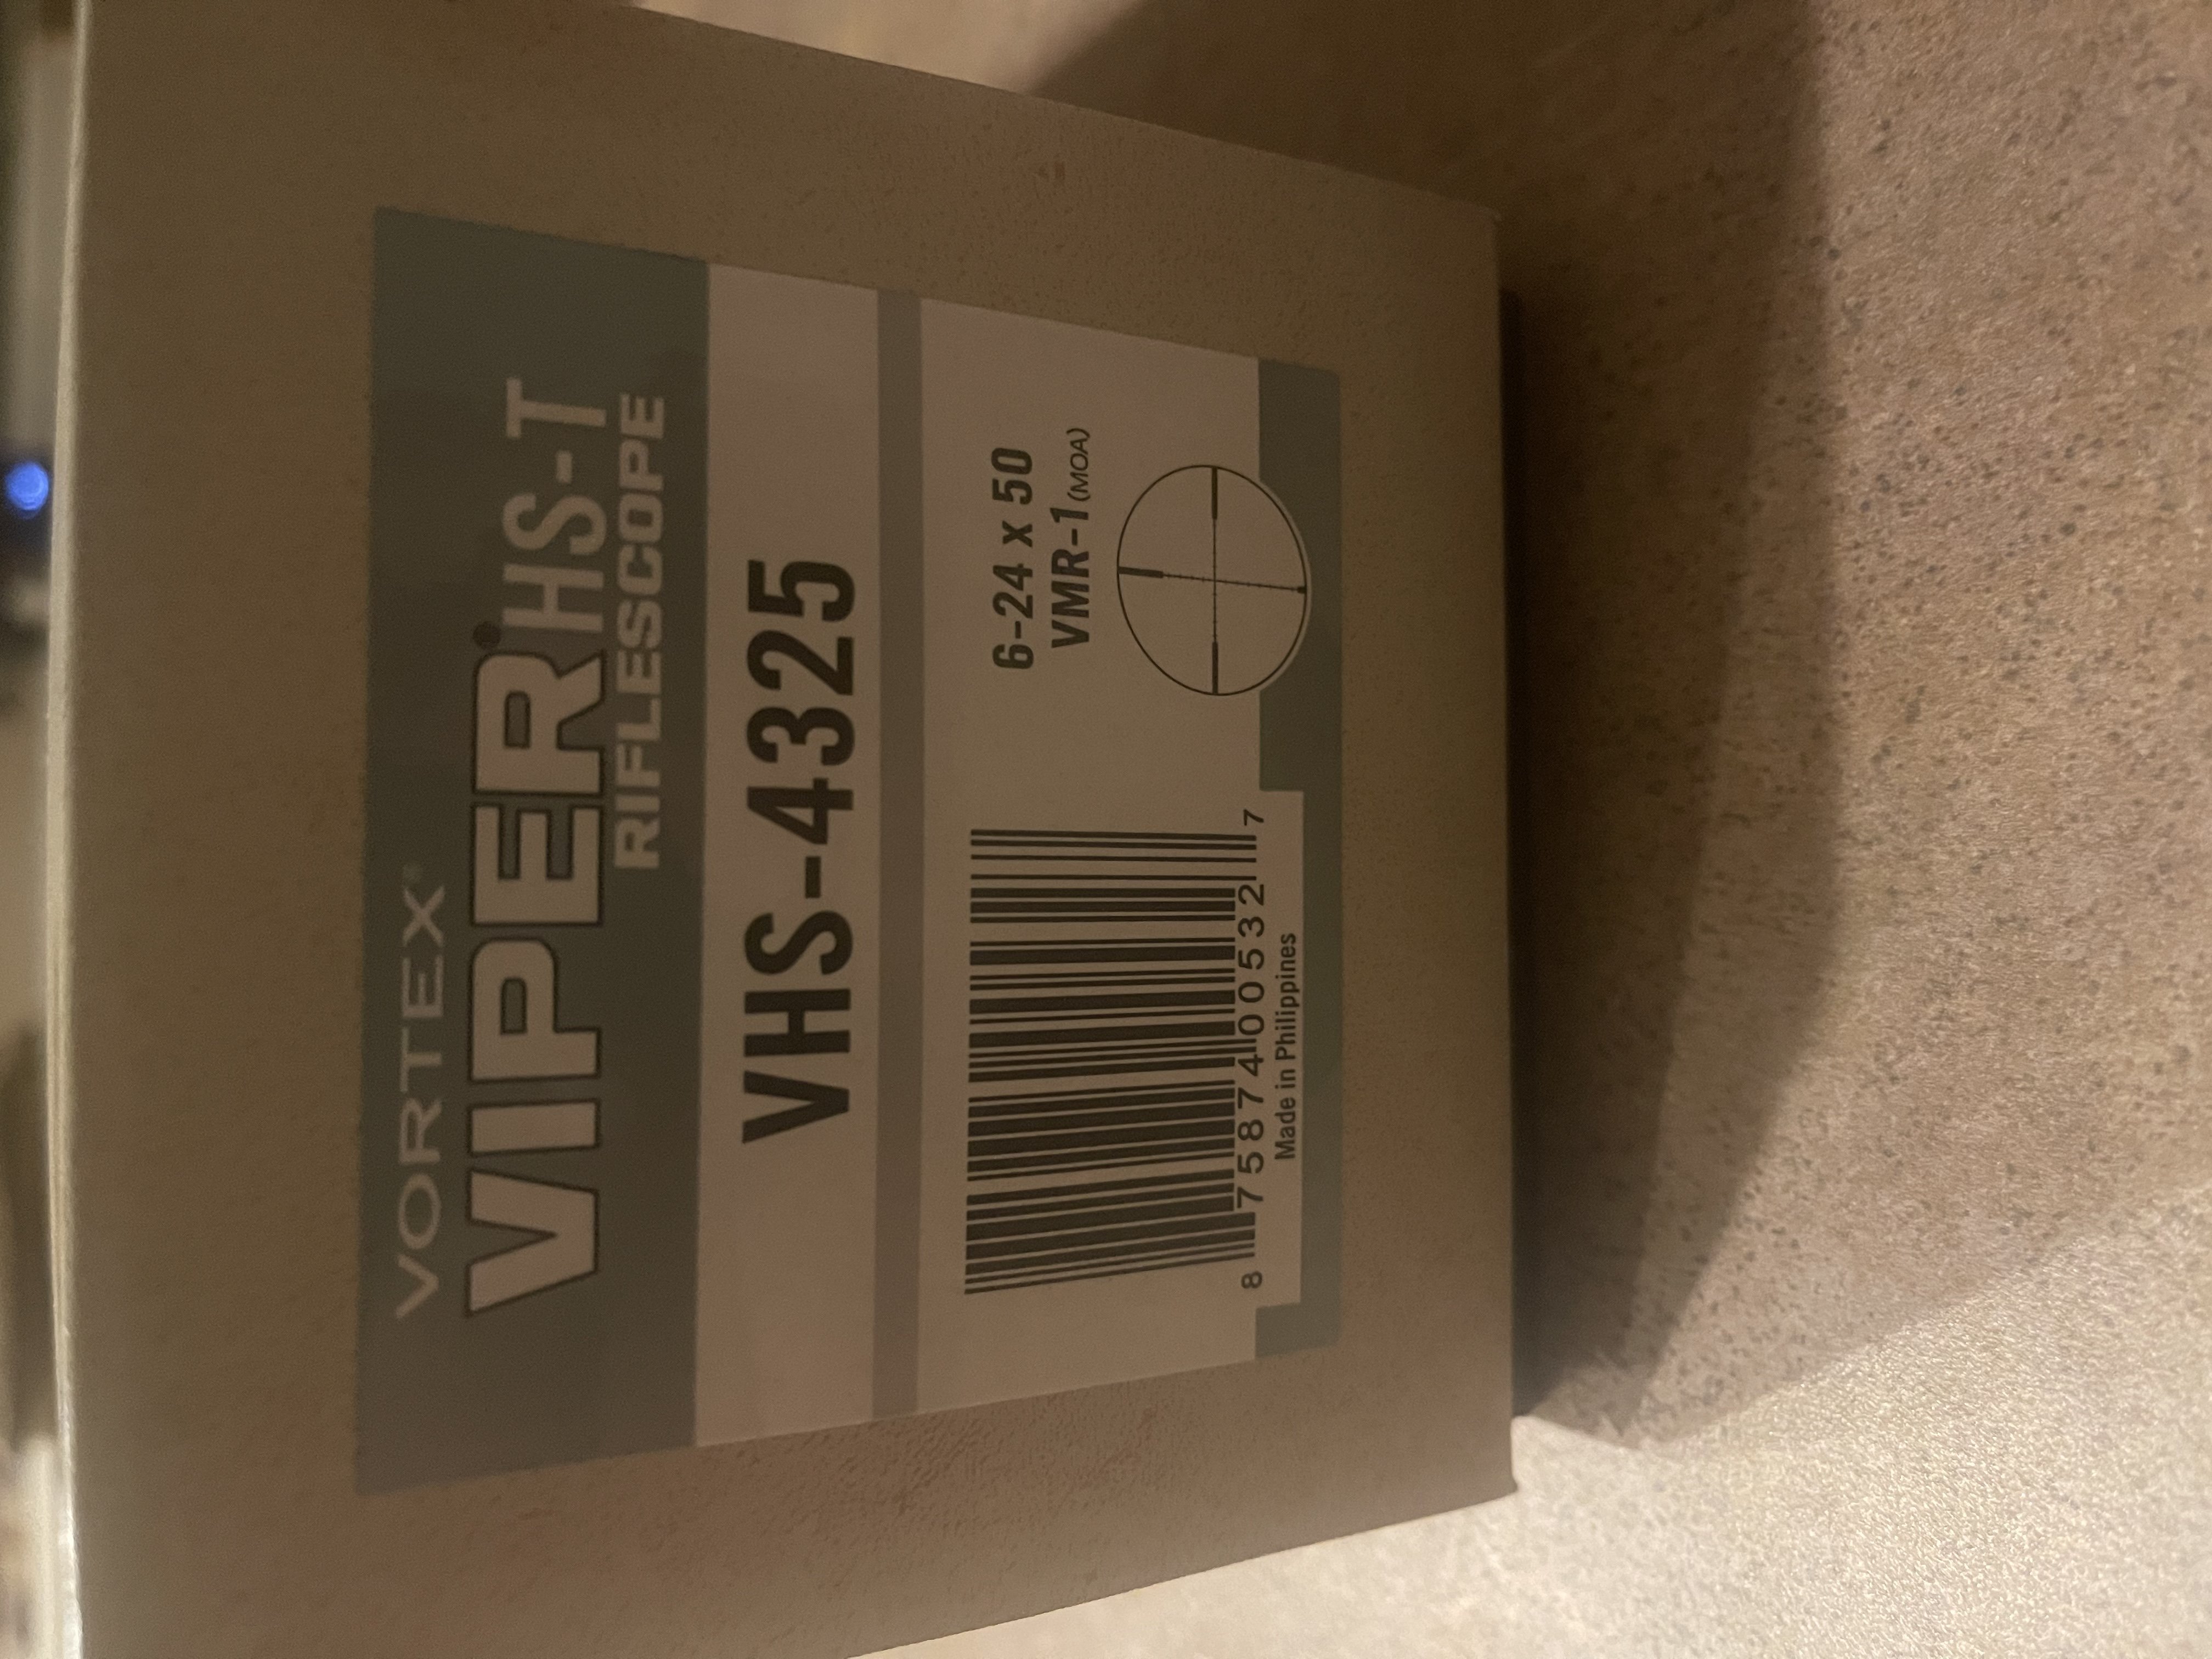 VORTEX®
VIPER® HS-T
RIFLESCOPE
VHS-4325
6-24 x 50
VMR-1 (MOA)
8 75874 00532 7
Made in Philippines